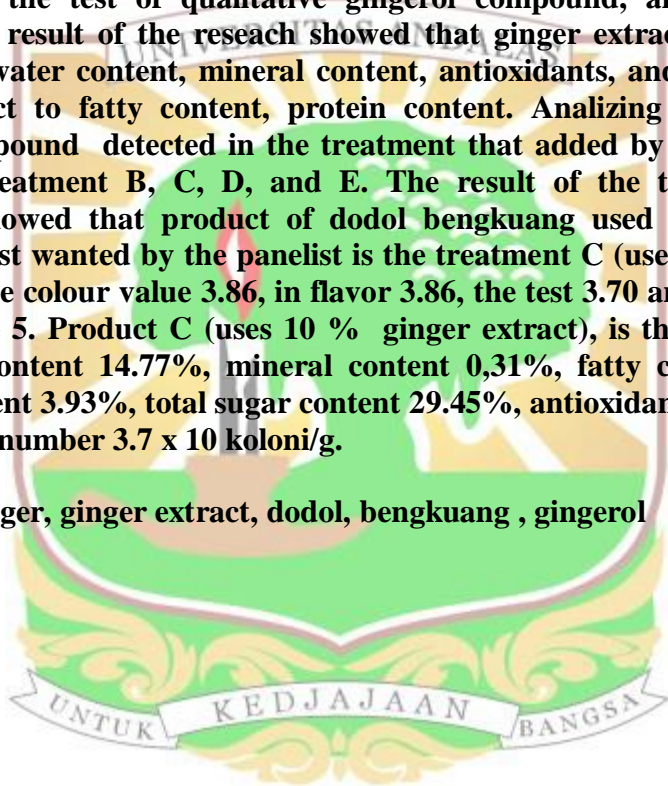 the test of qualitative gingerol compound, a
result of the reseach showed that ginger extrac
UNIVERSITAS ANDALAS
water content, mineral content, antioxidants, and
ct to fatty content, protein content. Analizing
pound detected in the treatment that added by
eatment B, C, D, and E. The result of the t
howed that product of dodol bengkuang used
st wanted by the panelist is the treatment C (use
e colour value 3.86, in flavor 3.86, the test 3.70 a
5. Product C (uses 10 % ginger extract), is th
ontent 14.77%, mineral content 0,31%, fatty c
ent 3.93%, total sugar content 29.45%, antioxidan
number 3.7 x 10 koloni/g.
ger, ginger extract, dodol, bengkuang , gingerol
UNTUK KEDJAJAAN BANGSA